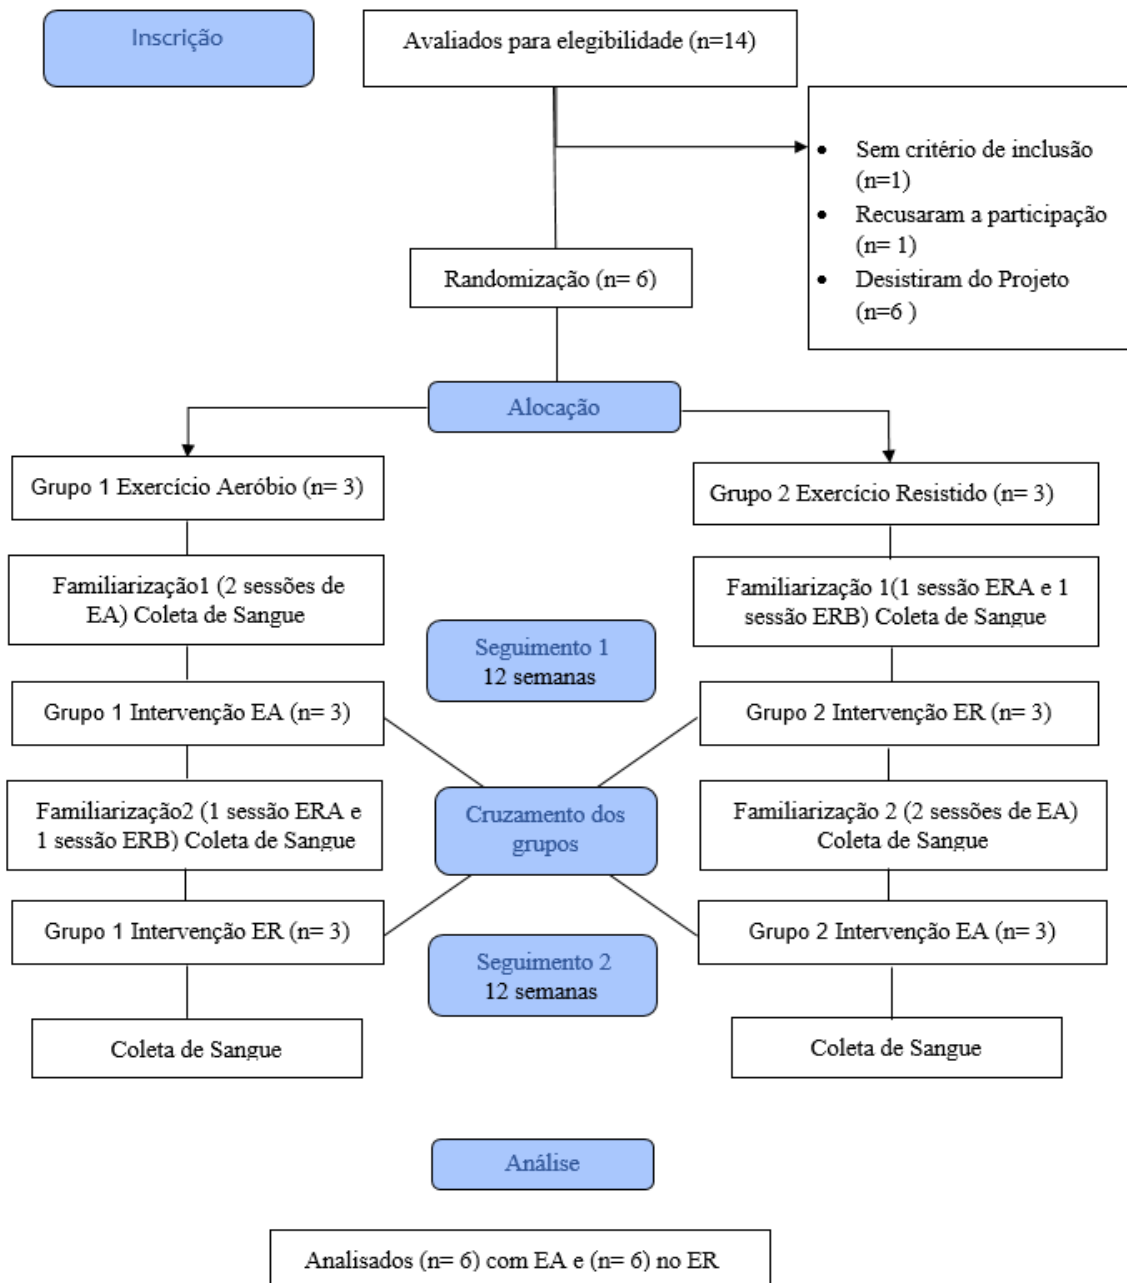 Inscrição
Avaliados para elegibilidade (n=14)
• Sem critério de inclusão
(n=1)
• Recusaram a participação
(n= 1)
• Desistiram do Projeto
(n=6 )
Randomização (n= 6)
Alocação
Grupo 1 Exercício Aeróbio (n= 3)
Grupo 2 Exercício Resistido (n= 3)
Familiarização1 (2 sessões de
EA) Coleta de Sangue
Familiarização 1(1 sessão ERA e 1
sessão ERB) Coleta de Sangue
Seguimento 1
12 semanas
Grupo 1 Intervenção EA (n= 3)
Grupo 2 Intervenção ER (n= 3)
Cruzamento dos
grupos
Familiarização2 (1 sessão ERA e
1 sessão ERB) Coleta de Sangue
Familiarização 2 (2 sessões de EA)
Coleta de Sangue
Grupo 1 Intervenção ER (n= 3)
Grupo 2 Intervenção EA (n= 3)
Seguimento 2
12 semanas
Coleta de Sangue
Coleta de Sangue
Análise
Analisados (n= 6) com EA e (n= 6) no ER